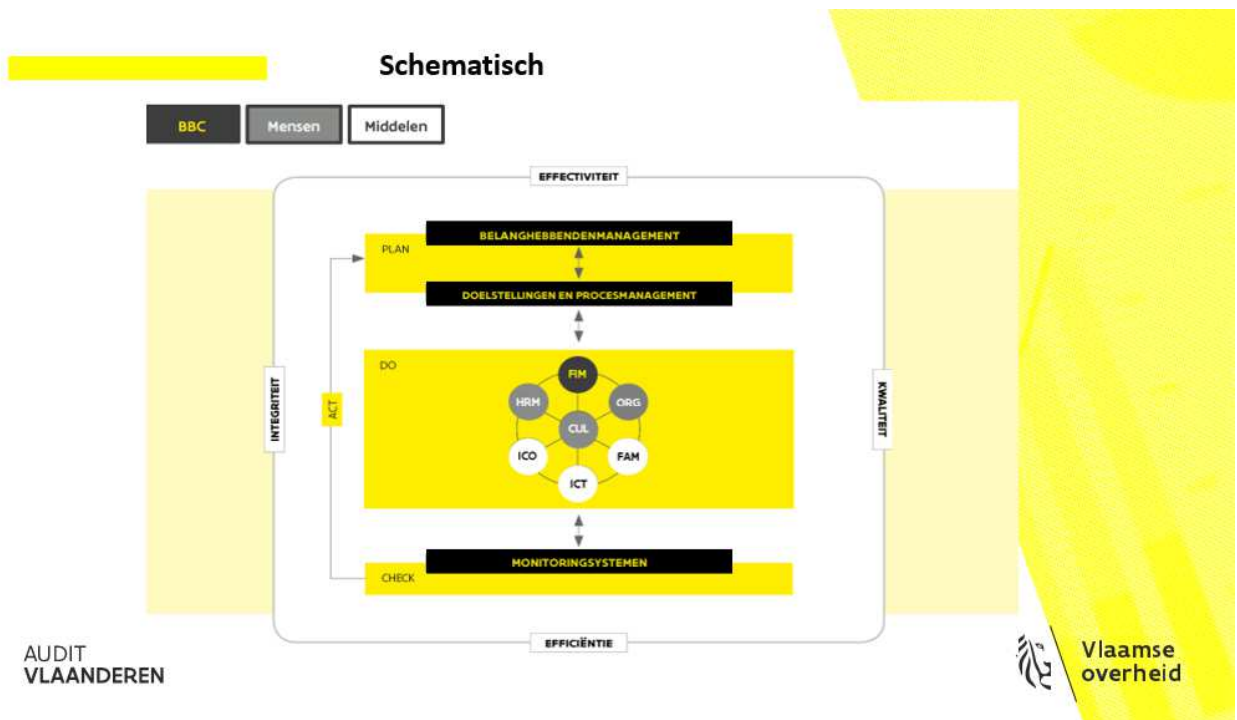 Schematisch
BBC
Mensen
Middelen
EFFECTIVITEIT
BELANGHEBBENDENMANAGEMENT
PLAN
DOELSTELLINGEN EN PROCESMANAGEMENT
DO
FIM
HRM
ORG
CUL
ICO
FAM
ICT
INTEGRITEIT
ACT
KWALITEIT
MONITORINGSYSTEMEN
CHECK
EFFICIËNTIE
AUDIT
VLAANDEREN
Vlaamse
overheid